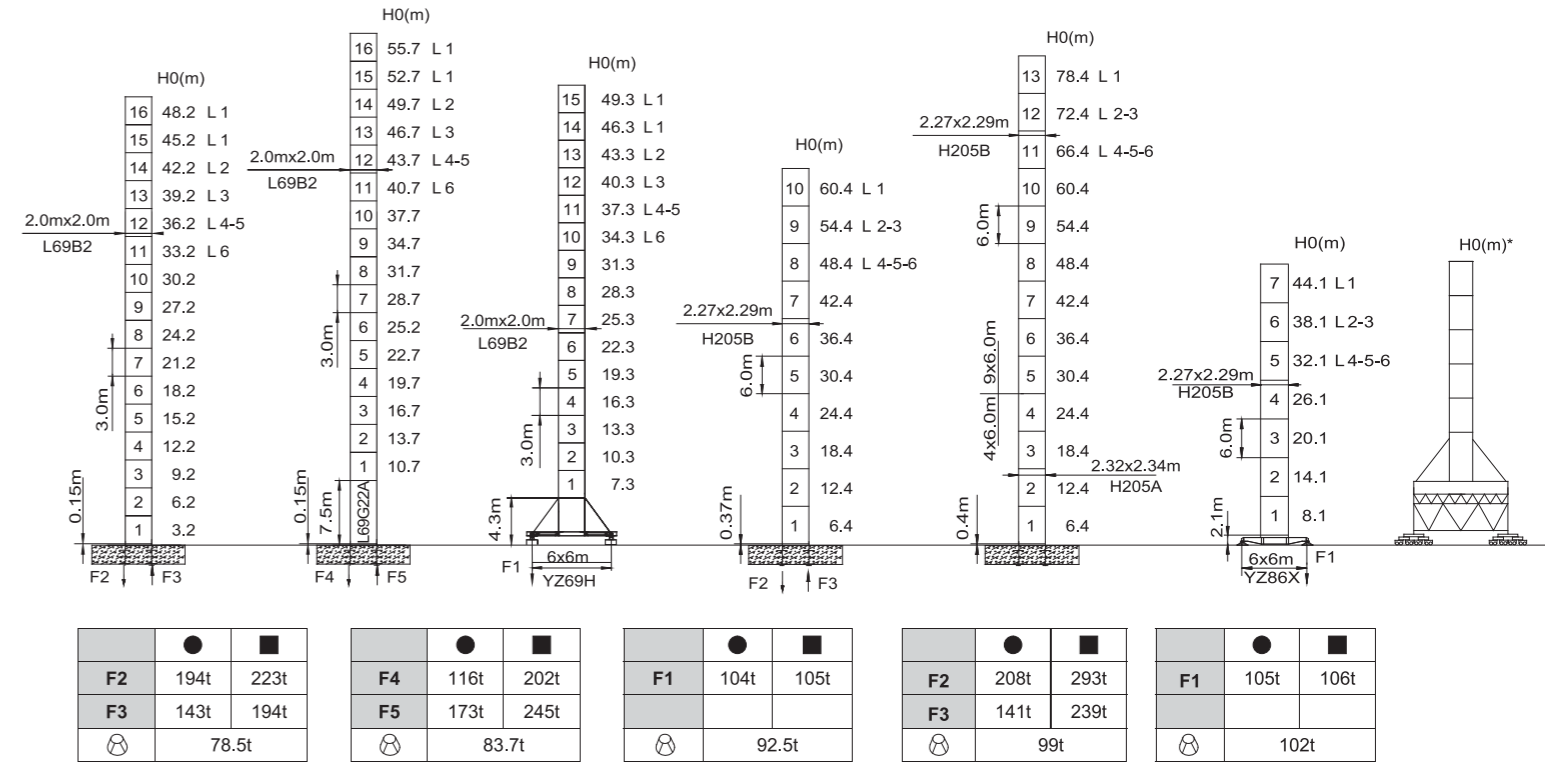 H0(m)
16 48.2 L 1
15 45.2 L 1
14 42.2 L 2
13 39.2 L 3
12 36.2 L 4-5
11 33.2 L 6
10 30.2
9 27.2
8 24.2
7 21.2
6 18.2
5 15.2
4 12.2
3 9.2
2 6.2
1 3.2
2.0mx2.0m
L69B2
3.0m
0.15m
F2 F3
H0(m)
16 55.7 L 1
15 52.7 L 1
14 49.7 L 2
13 46.7 L 3
12 43.7 L 4-5
11 40.7 L 6
10 37.7
9 34.7
8 31.7
7 28.7
6 25.2
5 22.7
4 19.7
3 16.7
2 13.7
1 10.7
L69G22A
2.0mx2.0m
L69B2
3.0m
7.5m
0.15m
F4 F5
H0(m)
15 49.3 L 1
14 46.3 L 1
13 43.3 L 2
12 40.3 L 3
11 37.3 L 4-5
10 34.3 L 6
9 31.3
8 28.3
7 25.3
6 22.3
5 19.3
4 16.3
3 13.3
2 10.3
1 7.3
2.0mx2.0m
L69B2
3.0m
4.3m
F1
6x6m
YZ69H
H0(m)
10 60.4 L 1
9 54.4 L 2-3
8 48.4 L 4-5-6
7 42.4
6 36.4
5 30.4
4 24.4
3 18.4
2 12.4
1 6.4
2.27x2.29m
H205B
6.0m
0.37m
F2 F3
H0(m)
13 78.4 L 1
12 72.4 L 2-3
11 66.4 L 4-5-6
10 60.4
9 54.4
8 48.4
7 42.4
6 36.4
5 30.4
4 24.4
3 18.4
2 12.4
1 6.4
2.27x2.29m
H205B
6.0m
9x6.0m
4x6.0m
2.32x2.34m
H205A
0.4m
H0(m)
7 44.1 L 1
6 38.1 L 2-3
5 32.1 L 4-5-6
4 26.1
3 20.1
2 14.1
1 8.1
2.27x2.29m
H205B
6.0m
2.1m
6x6m
YZ86X
F1
H0(m)*
F2 194t 223t
F3 143t 194t
78.5t
F4 116t 202t
F5 173t 245t
83.7t
F1 104t 105t
92.5t
F2 208t 293t
F3 141t 239t
99t
F1 105t 106t
102t